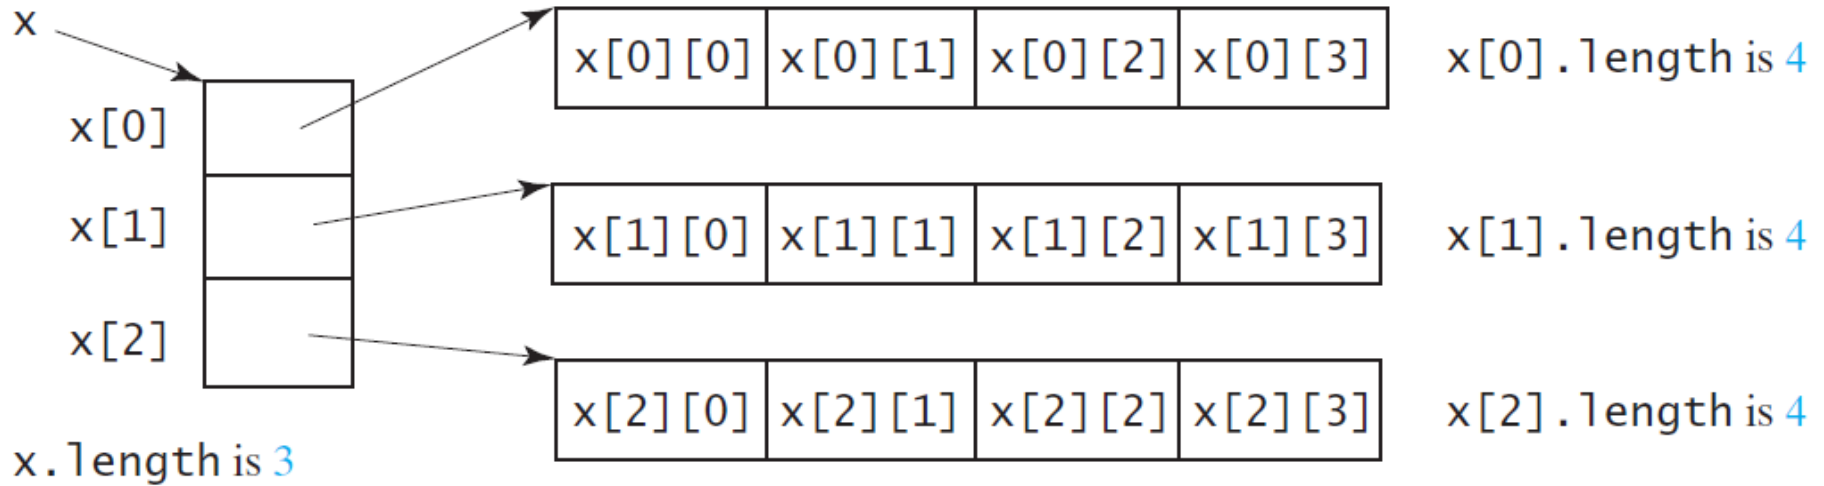 x
x[0][0] x[0][1] x[0][2] x[0][3] x[0].length is 4
x[0]
x[1]
x[1][0] x[1][1] x[1][2] x[1][3] x[1].length is 4
x[2]
x[2][0] x[2][1] x[2][2] x[2][3] x[2].length is 4
x.length is 3